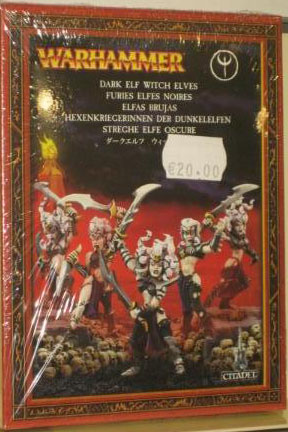 WARHAMMER
DARK ELF WITCH ELVES
FURIES ELFES NOIRES
ELFAS BRUJAS
HEXENKRIEGERINNEN DER DUNKELELFEN
STREGHE ELFE OSCURE
ダークエルフ
€20.00
CITADEL